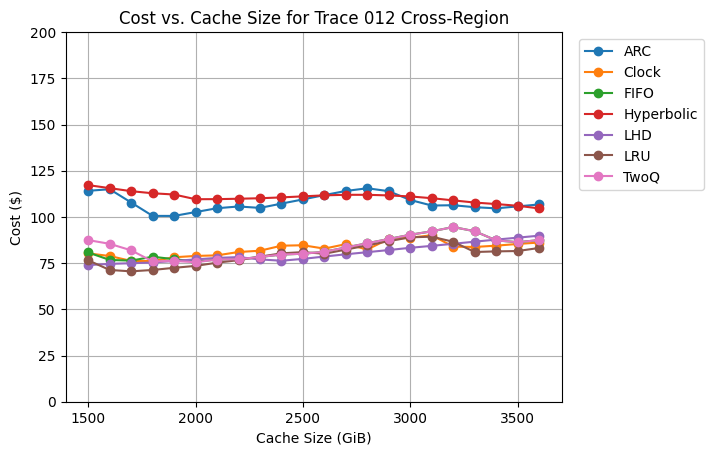 Cost vs. Cache Size for Trace 012 Cross-Region
200
175
150
125
100
75
50
25
0
Cost ($)
1500
2000
2500
3000
3500
Cache Size (GiB)
ARC
Clock
FIFO
Hyperbolic
LHD
LRU
TwoQ